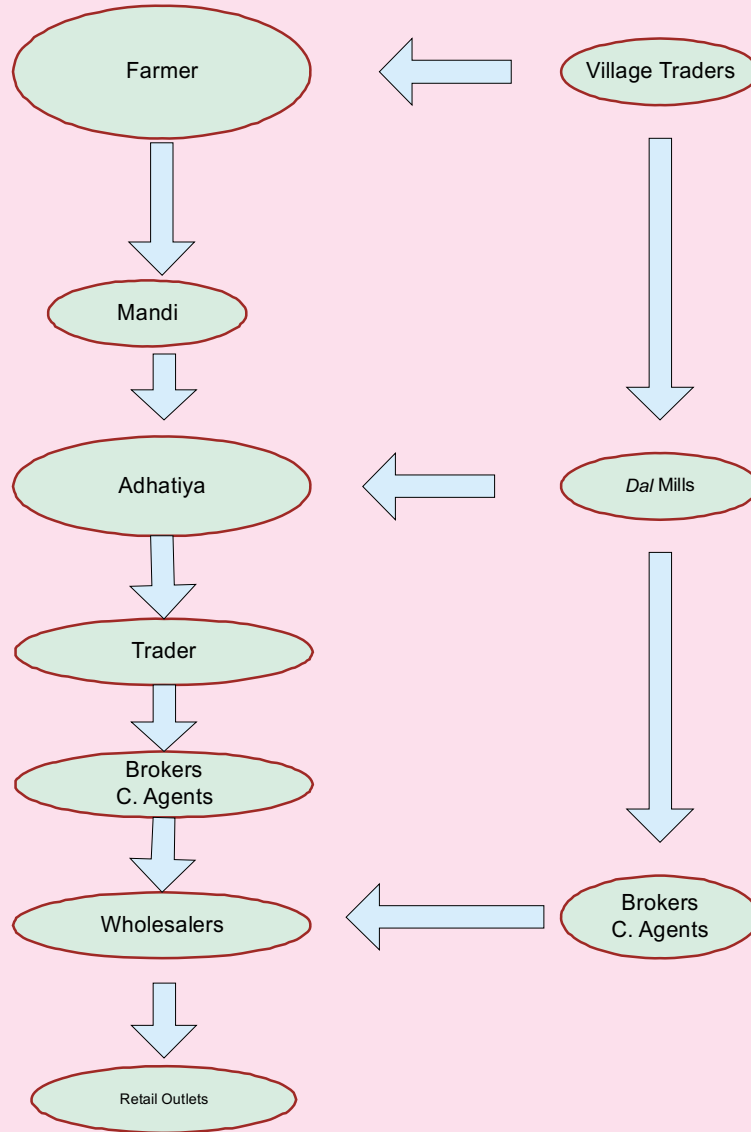 Farmer
Village Traders
Mandi
Adhatiya
Dal Mills
Trader
Brokers
C. Agents
Wholesalers
Brokers
C. Agents
Retail Outlets